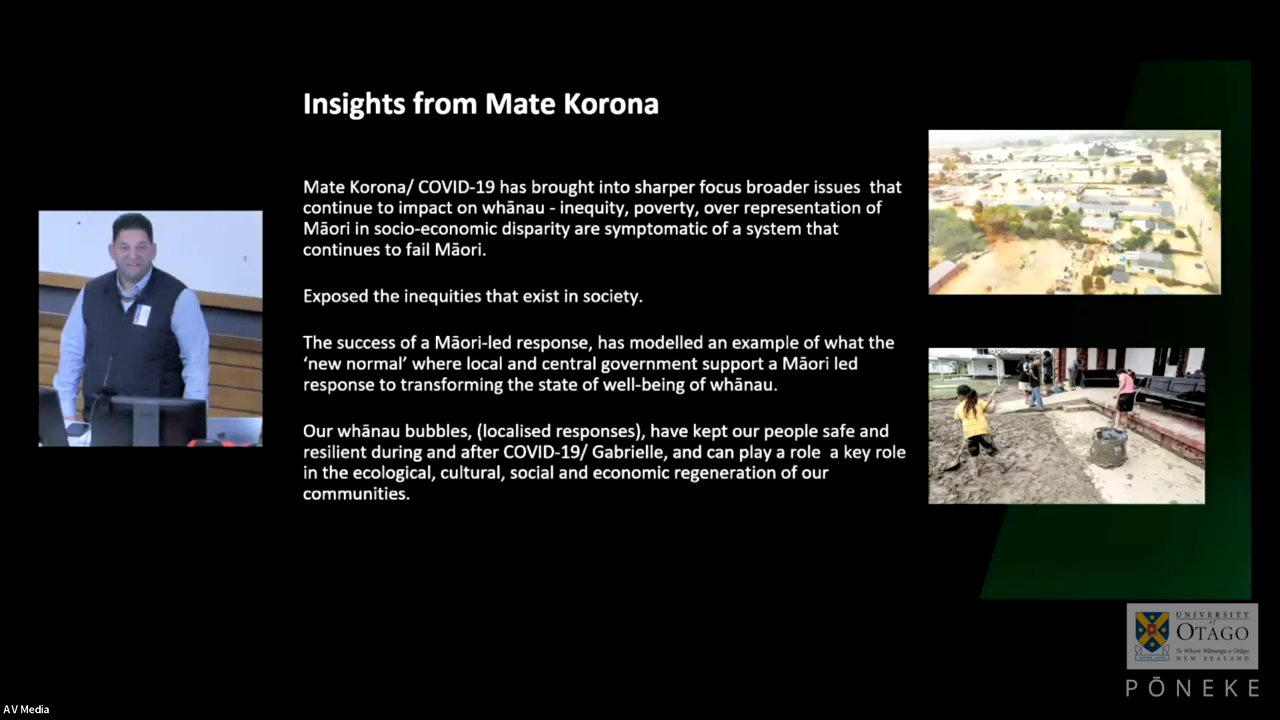 Insights from Mate Korona
Mate Korona/ COVID-19 has brought into sharper focus broader issues that
continue to impact on whānau - inequity, poverty, over representation of
Māori in socio-economic disparity are symptomatic of a system that
continues to fail Māori.
Exposed the inequities that exist in society.
The success of a Māori-led response, has modelled an example of what the
‘new normal’ where local and central government support a Māori led
response to transforming the state of well-being of whānau.
Our whānau bubbles, (localised responses), have kept our people safe and
resilient during and after COVID-19/ Gabrielle, and can play a role a key role
in the ecological, cultural, social and economic regeneration of our
communities.
UNIVERSITY
of
OTAGO
Te Whare Wānanga o Otāgo
NEW ZEALAND
PŌNEKE
AV Media